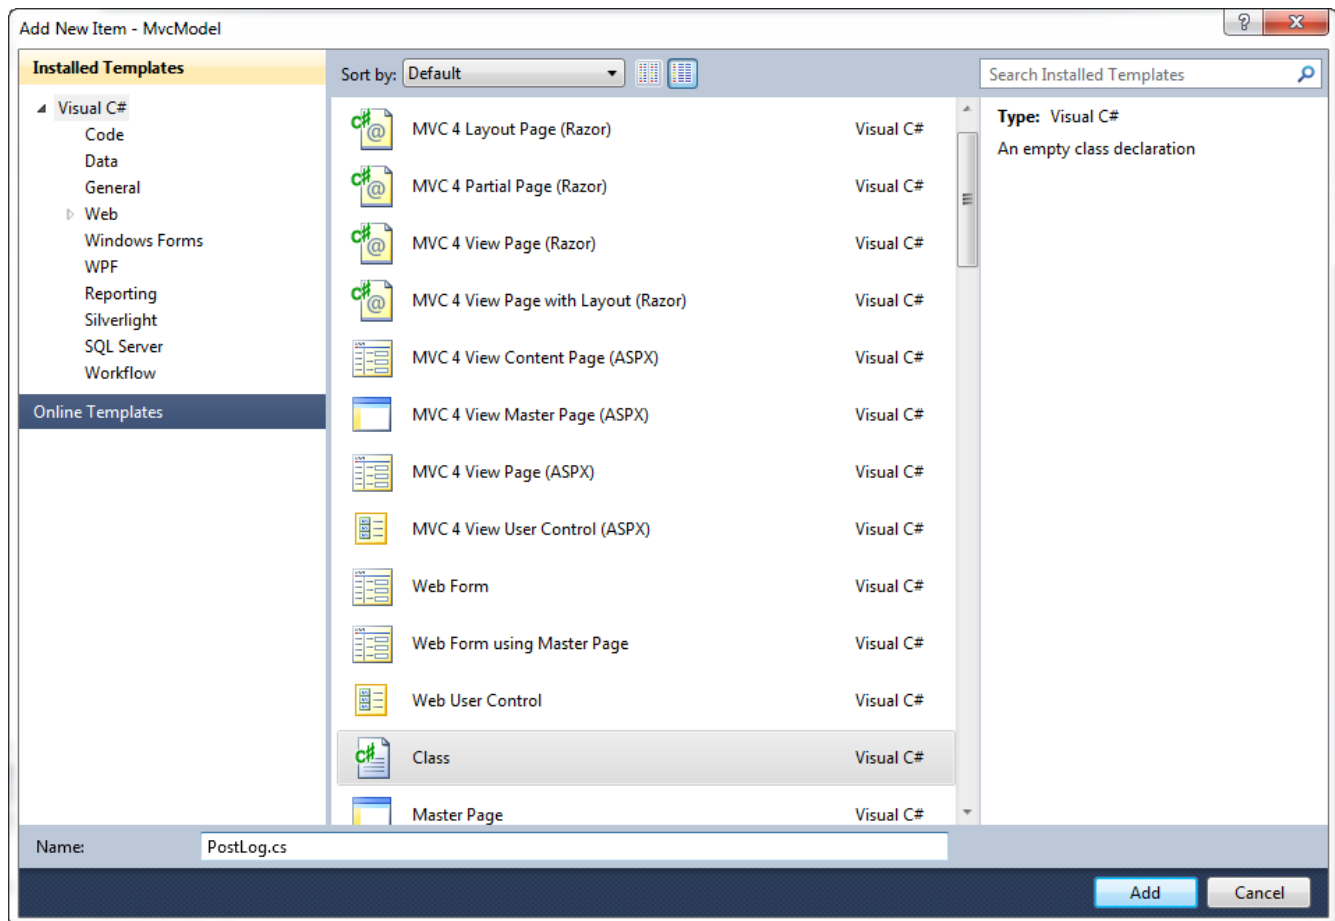 Add New Item - MvcModel
Installed Templates
Sort by: Default
Search Installed Templates
Visual C#
Code
Data
General
Web
Windows Forms
WPF
Reporting
Silverlight
SQL Server
Workflow
Online Templates
MVC 4 Layout Page (Razor) Visual C#
MVC 4 Partial Page (Razor) Visual C#
MVC 4 View Page (Razor) Visual C#
MVC 4 View Page with Layout (Razor) Visual C#
MVC 4 View Content Page (ASPX) Visual C#
MVC 4 View Master Page (ASPX) Visual C#
MVC 4 View Page (ASPX) Visual C#
MVC 4 View User Control (ASPX) Visual C#
Web Form Visual C#
Web Form using Master Page Visual C#
Web User Control Visual C#
Class Visual C#
Master Page Visual C#
Type: Visual C#
An empty class declaration
Name: PostLog.cs
Add Cancel